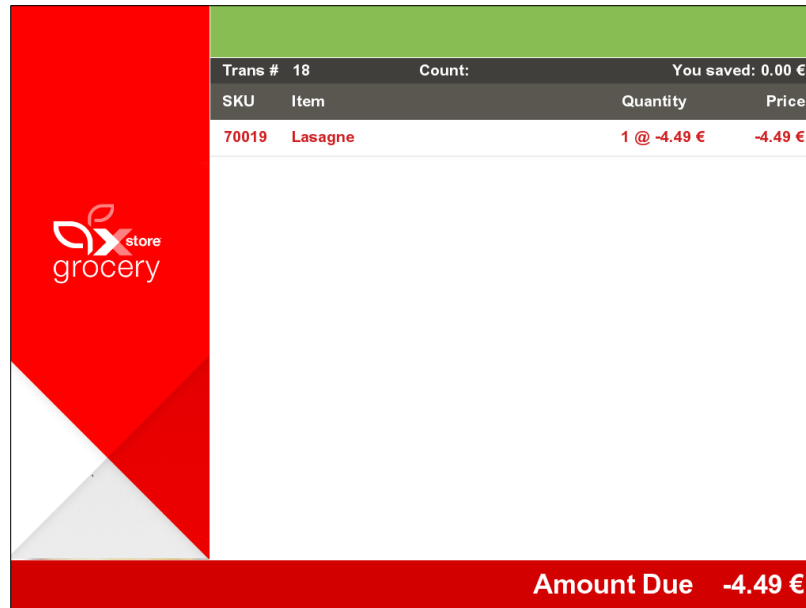 Trans # 18 Count: You saved: 0.00 €
SKU Item Quantity Price
70019 Lasagne 1 @ -4.49 € -4.49 €
Xstore
grocery
Amount Due -4.49 €